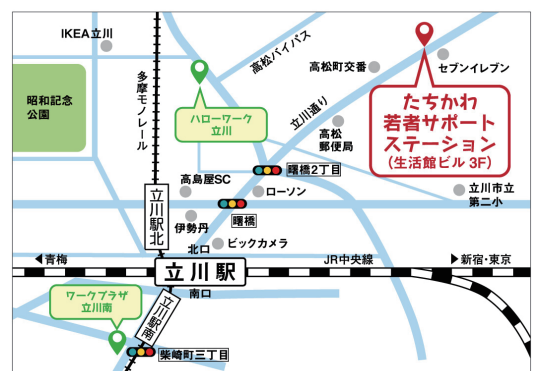 IKEA立川
高松バイパス
高松町交番
セブンイレブン
たちかわ
若者サポート
ステーション
(生活館ビル 3F)
昭和記念
公園
多摩モノレール
ハローワーク
立川
立川通り
高松
郵便局
曙橋2丁目
高島屋SC
ローソン
立川市立
第二小
立川駅北
伊勢丹
曙橋
北口
ビックカメラ
青梅
立川駅
JR中央線
新宿・東京
南口
ワークプラザ
立川南
立川駅南
柴崎町三丁目